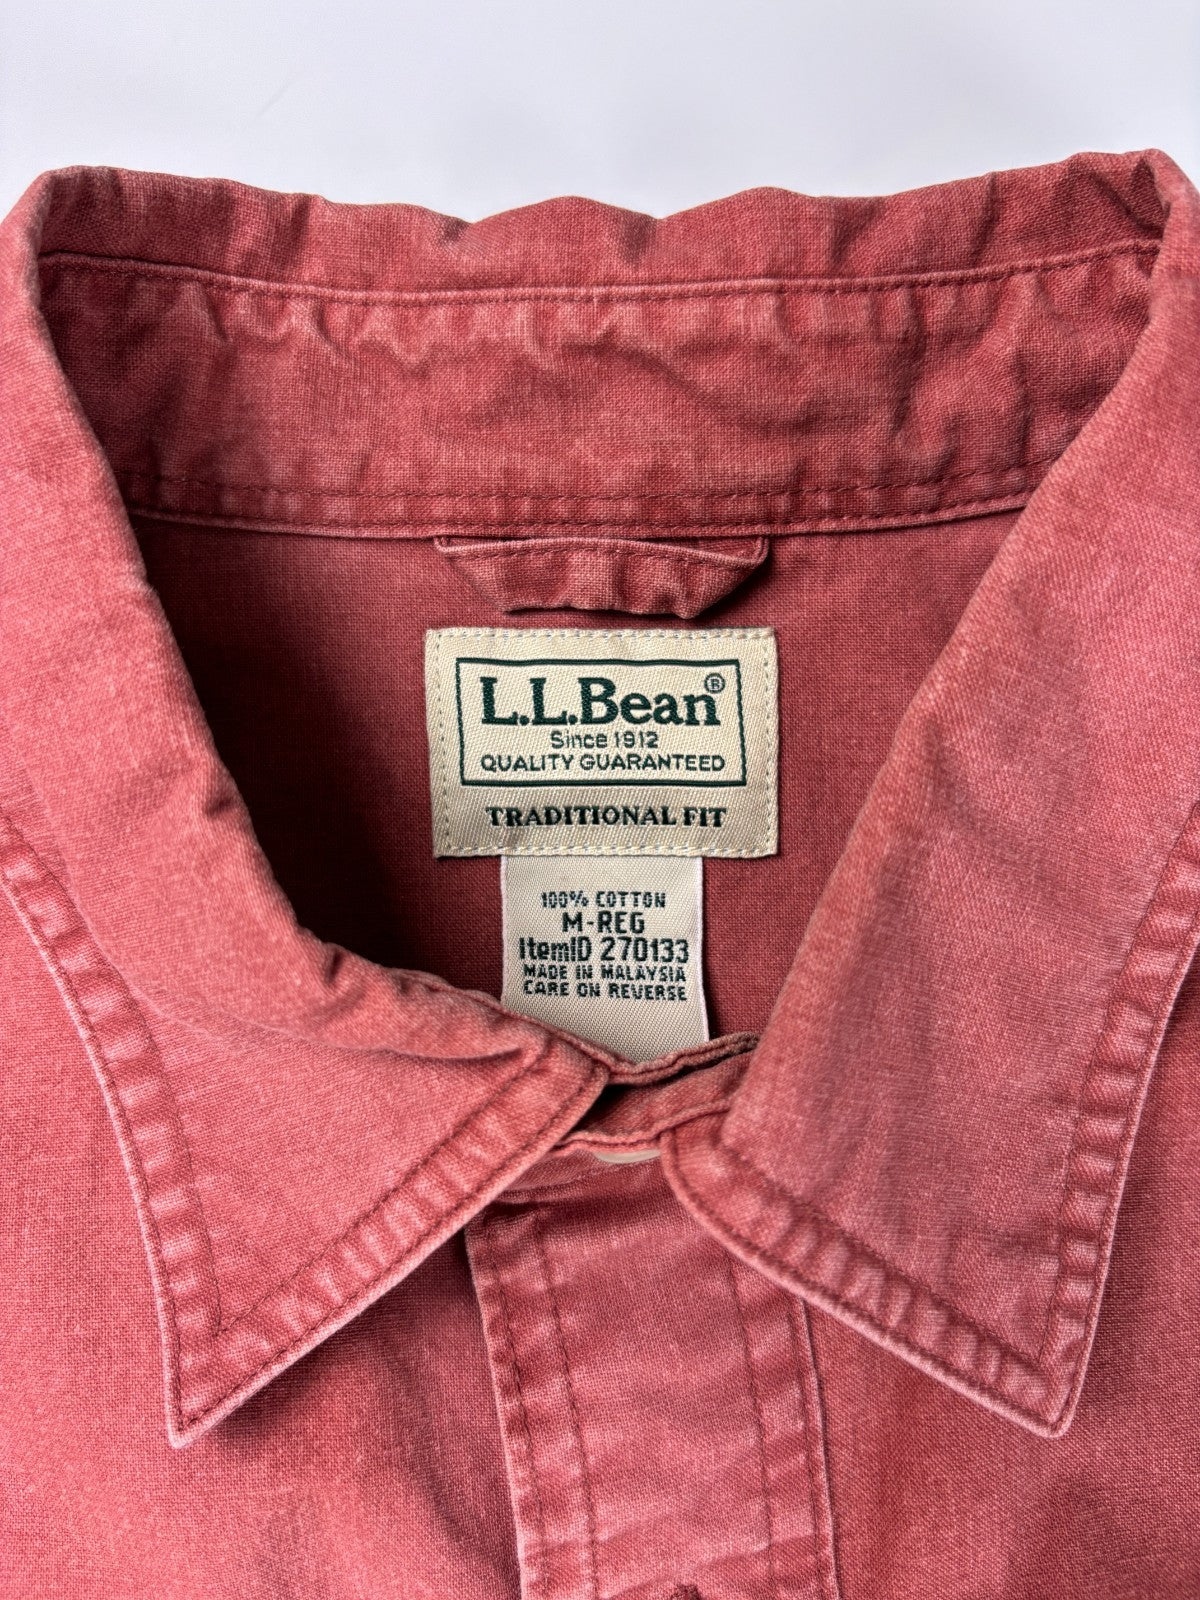 L.L.Bean®
Since 1912
QUALITY GUARANTEED
TRADITIONAL FIT
100% COTTON
M-REG
ItemID 270133
MADE IN MALAYSIA
CARE ON REVERSE